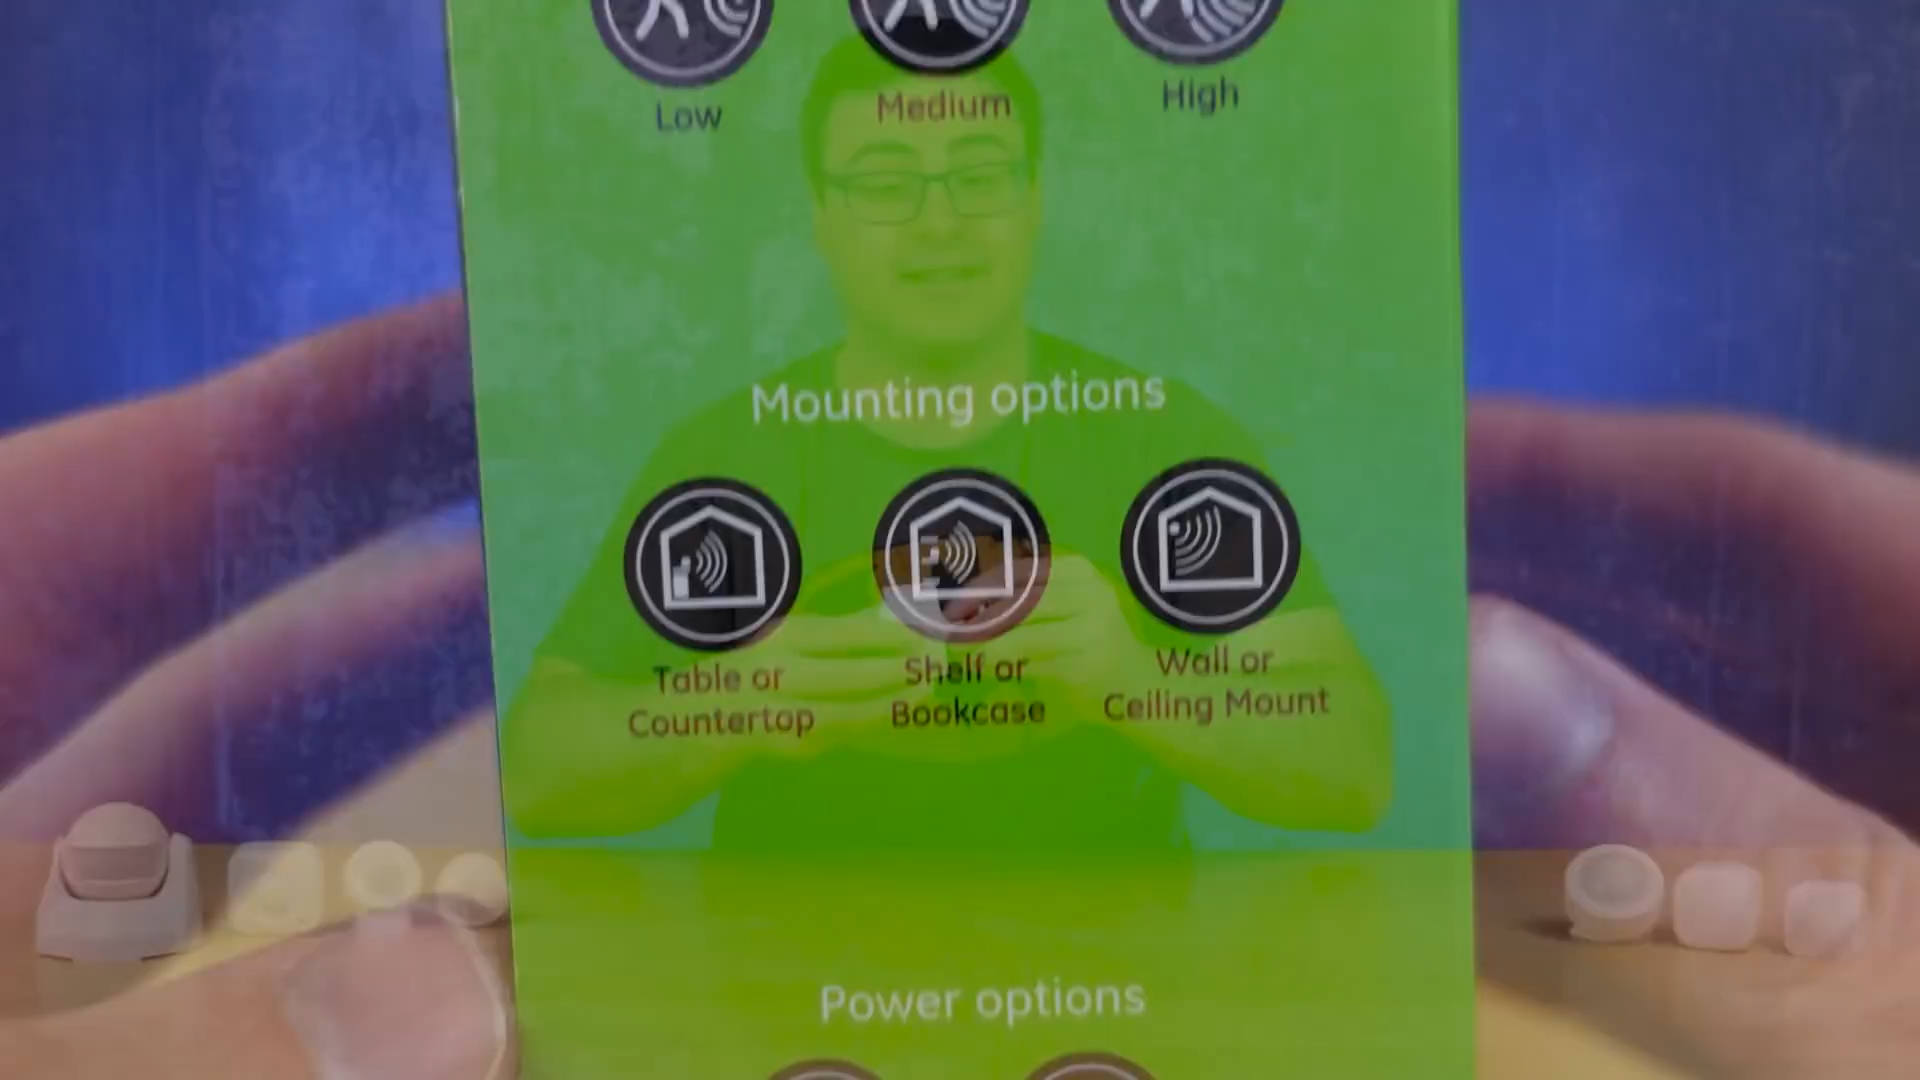 Low Medium High
Mounting options
Table or Shelf or Wall or
Countertop Bookcase Ceiling Mount
Power options